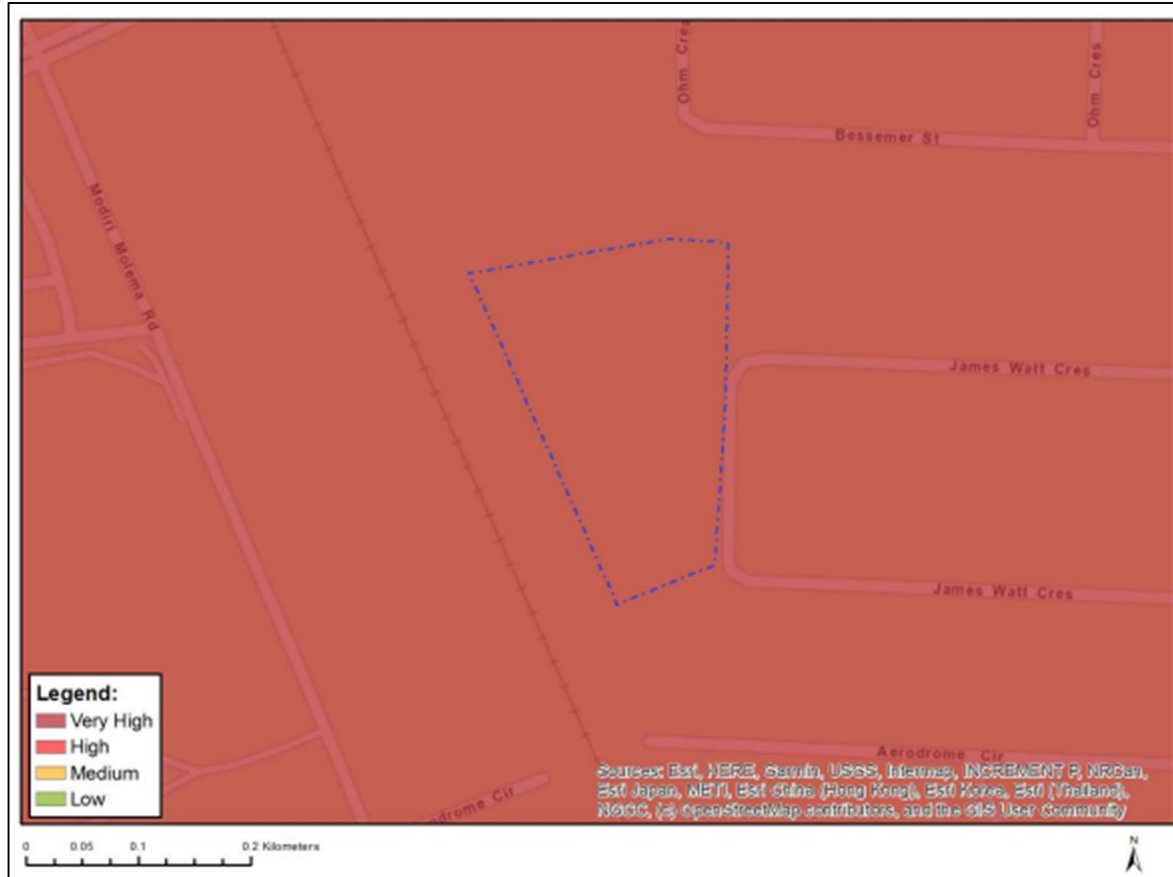 Ohm Cres
Ohm Cres
Bessemer St
Modiri Molema Rd
James Watt Cres
James Watt Cres
Legend:
Very High
High
Medium
Low
Aerodrome Cir
odrome Cir
Sources: Esri, HERE, Garmin, USGS, Intermap, INCREMENT P, NRCan,
Esri Japan, METI, Esri China (Hong Kong), Esri Korea, Esri (Thailand),
NGCC, (c) OpenStreetMap contributors, and the GIS User Community
0 0.05 0.1 0.2 Kilometers
N